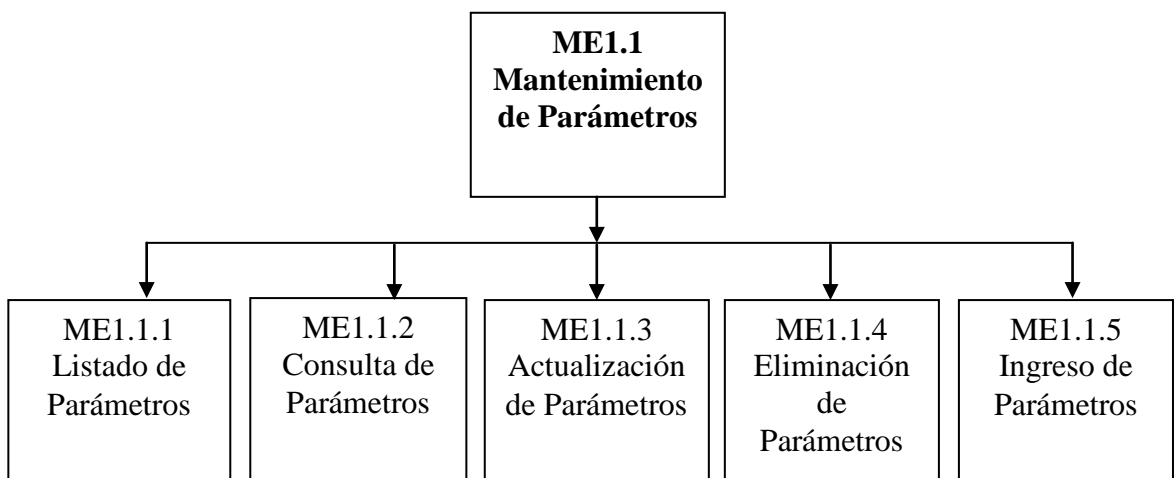 ME1.1
Mantenimiento
de Parámetros
ME1.1.1
Listado de
Parámetros
ME1.1.2
Consulta de
Parámetros
ME1.1.3
Actualización
de Parámetros
ME1.1.4
Eliminación
de
Parámetros
ME1.1.5
Ingreso de
Parámetros